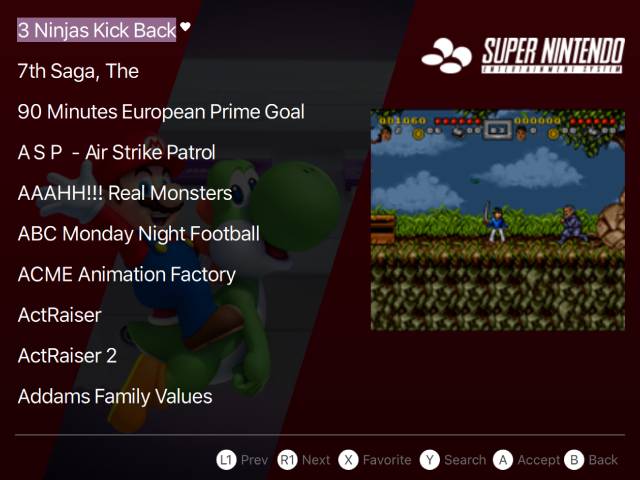 3 Ninjas Kick Back
7th Saga, The
90 Minutes European Prime Goal
A S P - Air Strike Patrol
AAAHH!!! Real Monsters
ABC Monday Night Football
ACME Animation Factory
ActRaiser
ActRaiser 2
Addams Family Values
SUPER NINTENDO
ENTERTAINMENT SYSTEM
001060
000000
L1 Prev R1 Next X Favorite Y Search A Accept B Back